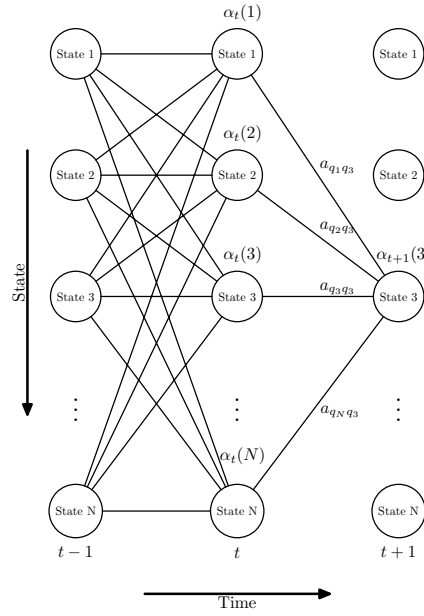 α_t(1)
State 1 State 1 State 1
α_t(2)
a_{q_1q_3}
State 2 State 2 State 2
a_{q_2q_3}
α_t(3) α_{t+1}(3
State
State 3 State 3 a_{q_3q_3} State 3
⋮ ⋮ ⋮
a_{q_Nq_3}
α_t(N)
State N State N State N
t − 1 t t + 1
Time